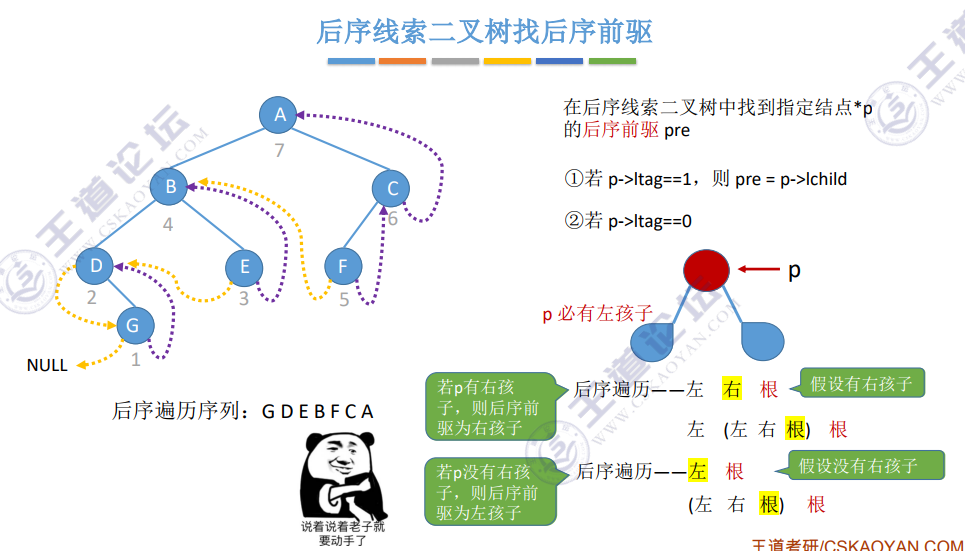 后序线索二叉树找后序前驱
A
7
B
4
C
6
D
2
E
3
F
5
G
1
NULL
后序遍历序列：G D E B F C A
说着说着老子就
要动手了
在后序线索二叉树中找到指定结点*p
的后序前驱 pre
①若 p->ltag==1，则 pre = p->lchild
②若 p->ltag==0
p
p 必有左孩子
若p有右孩
子，则后序前
驱为右孩子
后序遍历——左 右 根
假设有右孩子
左 (左 右 根) 根
若p没有右孩
子，则后序前
驱为左孩子
后序遍历——左 根
假设没有右孩子
(左 右 根) 根
王道考研/CSKAOYAN.COM
王道论坛
WWW.CSKAOYAN.COM